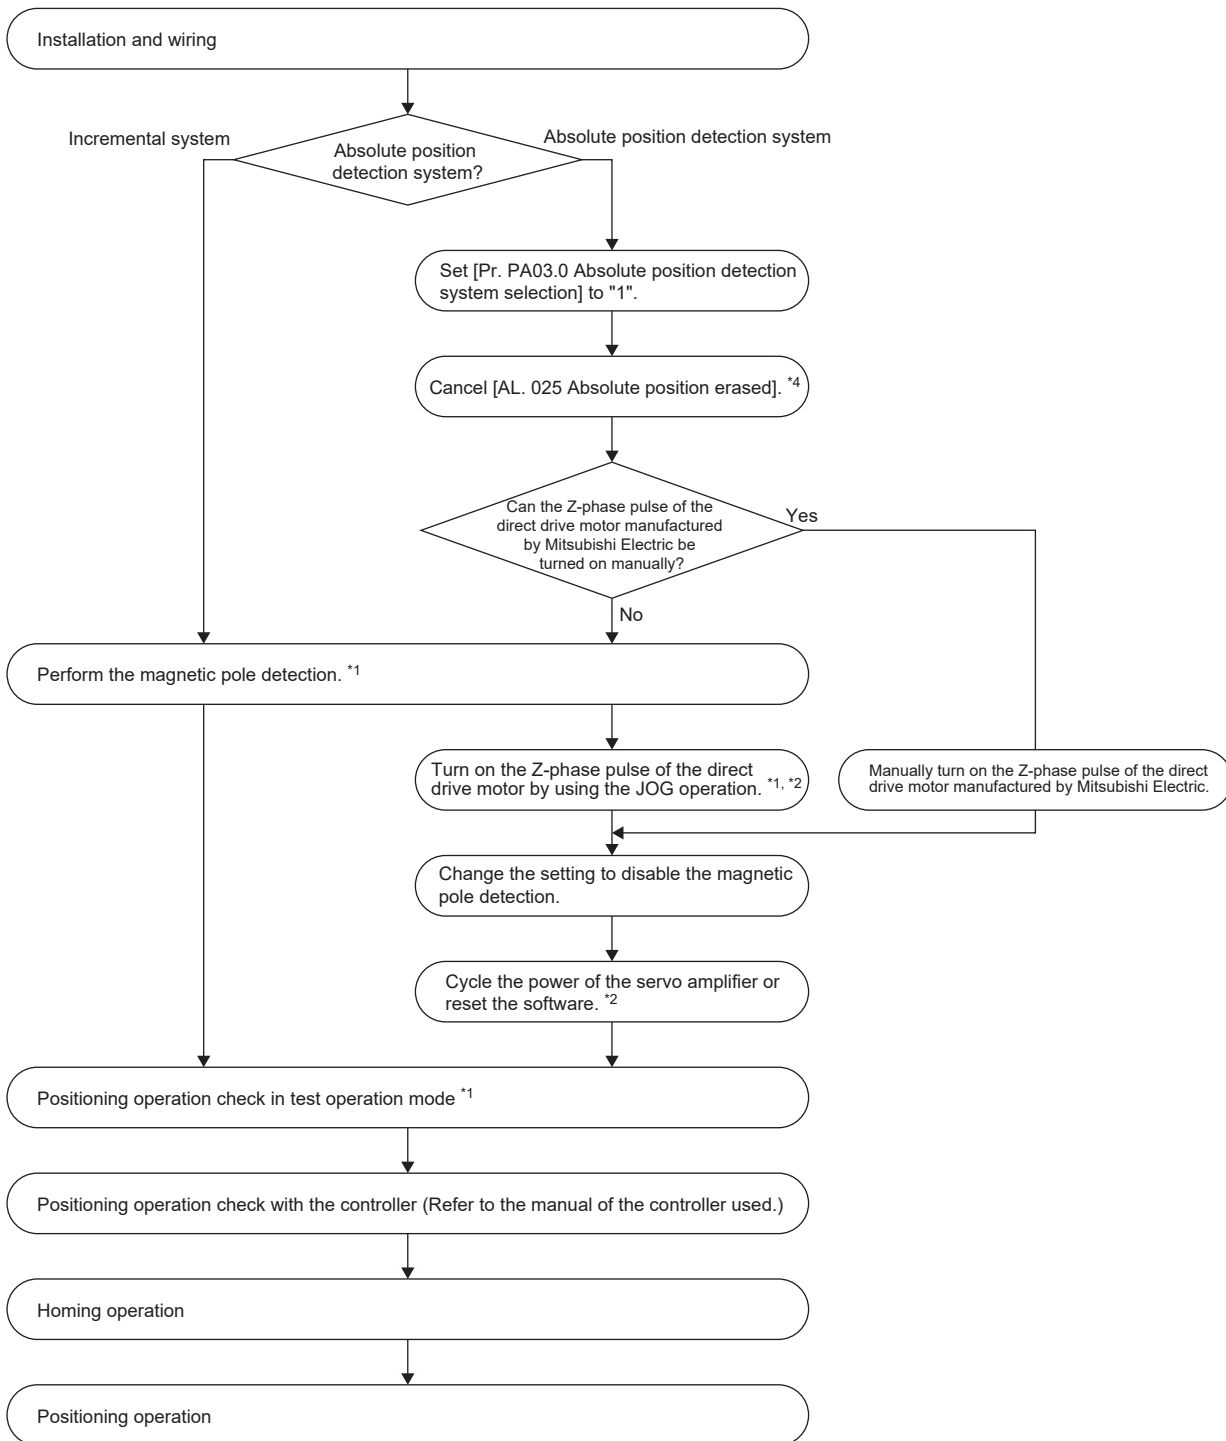 Installation and wiring
Incremental system
Absolute position
detection system?
Absolute position detection system
Set [Pr. PA03.0 Absolute position detection
system selection] to "1".
Cancel [AL. 025 Absolute position erased]. *4
Can the Z-phase pulse of the
direct drive motor manufactured
by Mitsubishi Electric be
turned on manually?
Yes
No
Perform the magnetic pole detection. *1
Turn on the Z-phase pulse of the direct
drive motor by using the JOG operation. *1, *2
Manually turn on the Z-phase pulse of the direct
drive motor manufactured by Mitsubishi Electric.
Change the setting to disable the magnetic
pole detection.
Cycle the power of the servo amplifier or
reset the software. *2
Positioning operation check in test operation mode *1
Positioning operation check with the controller (Refer to the manual of the controller used.)
Homing operation
Positioning operation